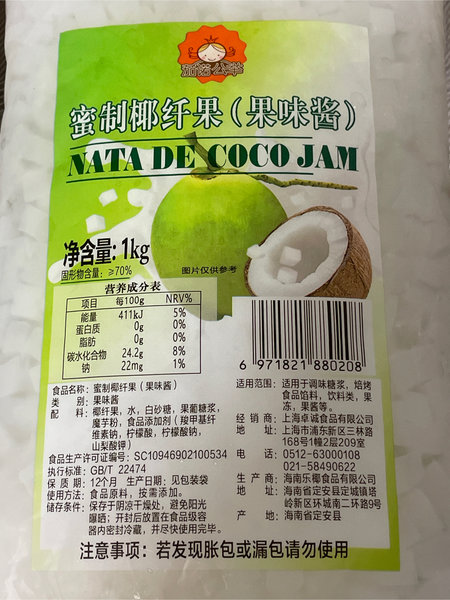 蜜制椰纤果(果味酱)
NATA DE COCO JAM
净含量: 1kg
固形物含量: ≥70%
图片仅供参考
营养成分表
项目 每100g NRV%
能量 411kJ 5%
蛋白质 0g 0%
脂肪 0g 0%
碳水化合物 24.2g 8%
钠 22mg 1%
6 971821 880208
食品名称: 蜜制椰纤果(果味酱)
类 别: 果味酱
配 料: 椰纤果, 水, 白砂糖, 果葡糖浆,
魔芋粉, 食品添加剂(羧甲基纤
维素钠, 柠檬酸, 柠檬酸钠,
山梨酸钾)
食品生产许可证编号: SC10946902100534
执行标准: GB/T 22474
保 质 期: 12个月 生产日期: 见包装袋
使用方法: 食品原料, 按需添加。
储存条件: 保存于阴凉干燥处, 避免阳光
曝晒; 开封后放置在食品级容
器内密封冷藏, 并尽快使用完毕。
适用范围: 适用于调味糖浆、焙烤
食品馅料, 饮料类, 果
冻, 果酱等。
经 销 商: 上海卓诚食品有限公司
地 址: 上海市浦东新区三林路
168号1幢2层209室
电 话: 0512-63000108
021-58490622
生 产 商: 海南乐椰食品有限公司
地 址: 海南省定安县定城镇塔
岭新区环城南二环路9号
产 地: 海南省定安县
注意事项: 若发现胀包或漏包请勿使用